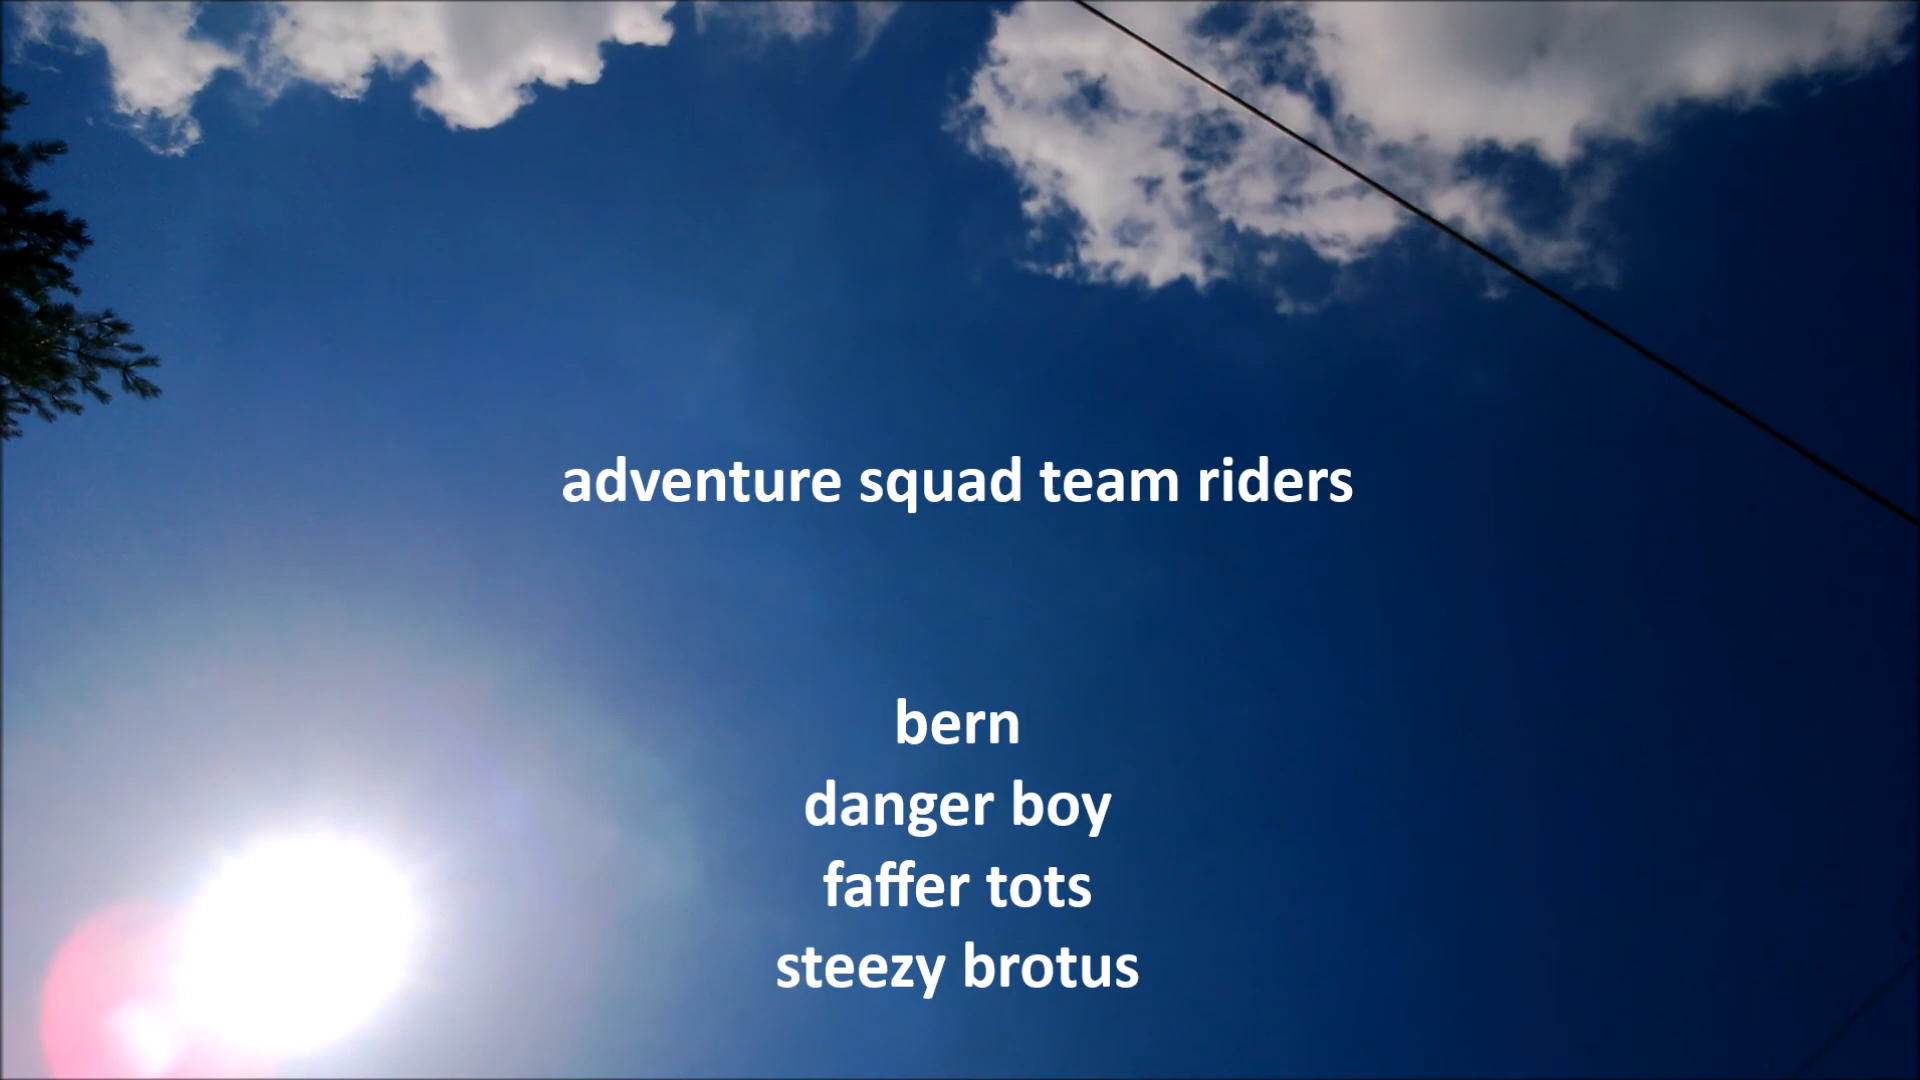 adventure squad team riders
bern
danger boy
faffer tots
steezy brotus